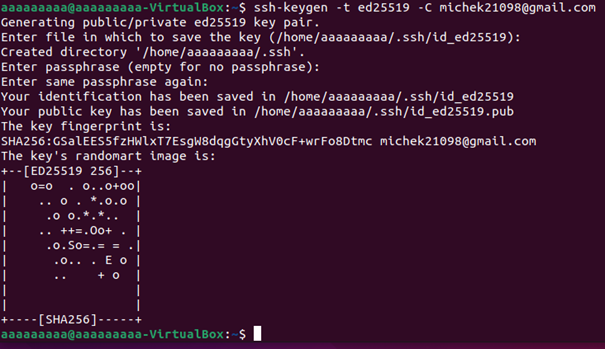 aaaaaaaaa@aaaaaaaaa-VirtualBox:~$ ssh-keygen -t ed25519 -C michek21098@gmail.com
Generating public/private ed25519 key pair.
Enter file in which to save the key (/home/aaaaaaaaa/.ssh/id_ed25519):
Created directory '/home/aaaaaaaaa/.ssh'.
Enter passphrase (empty for no passphrase):
Enter same passphrase again:
Your identification has been saved in /home/aaaaaaaaa/.ssh/id_ed25519
Your public key has been saved in /home/aaaaaaaaa/.ssh/id_ed25519.pub
The key fingerprint is:
SHA256:GSalEES5fzHWlxT7EsgW8dqgGtyXhV0cF+wrFo8Dtmc michek21098@gmail.com
The key's randomart image is:
+--[ED25519 256]--+
|   o=o  . o..o+oo|
|    .. o . *.o.o |
|     .o o.*.*..  |
|    .. ++=.Oo+ . |
|     .o.So=.= = .|
|      .o.. . E o |
|      ..    + o  |
|                 |
|                 |
+----[SHA256]-----+
aaaaaaaaa@aaaaaaaaa-VirtualBox:~$